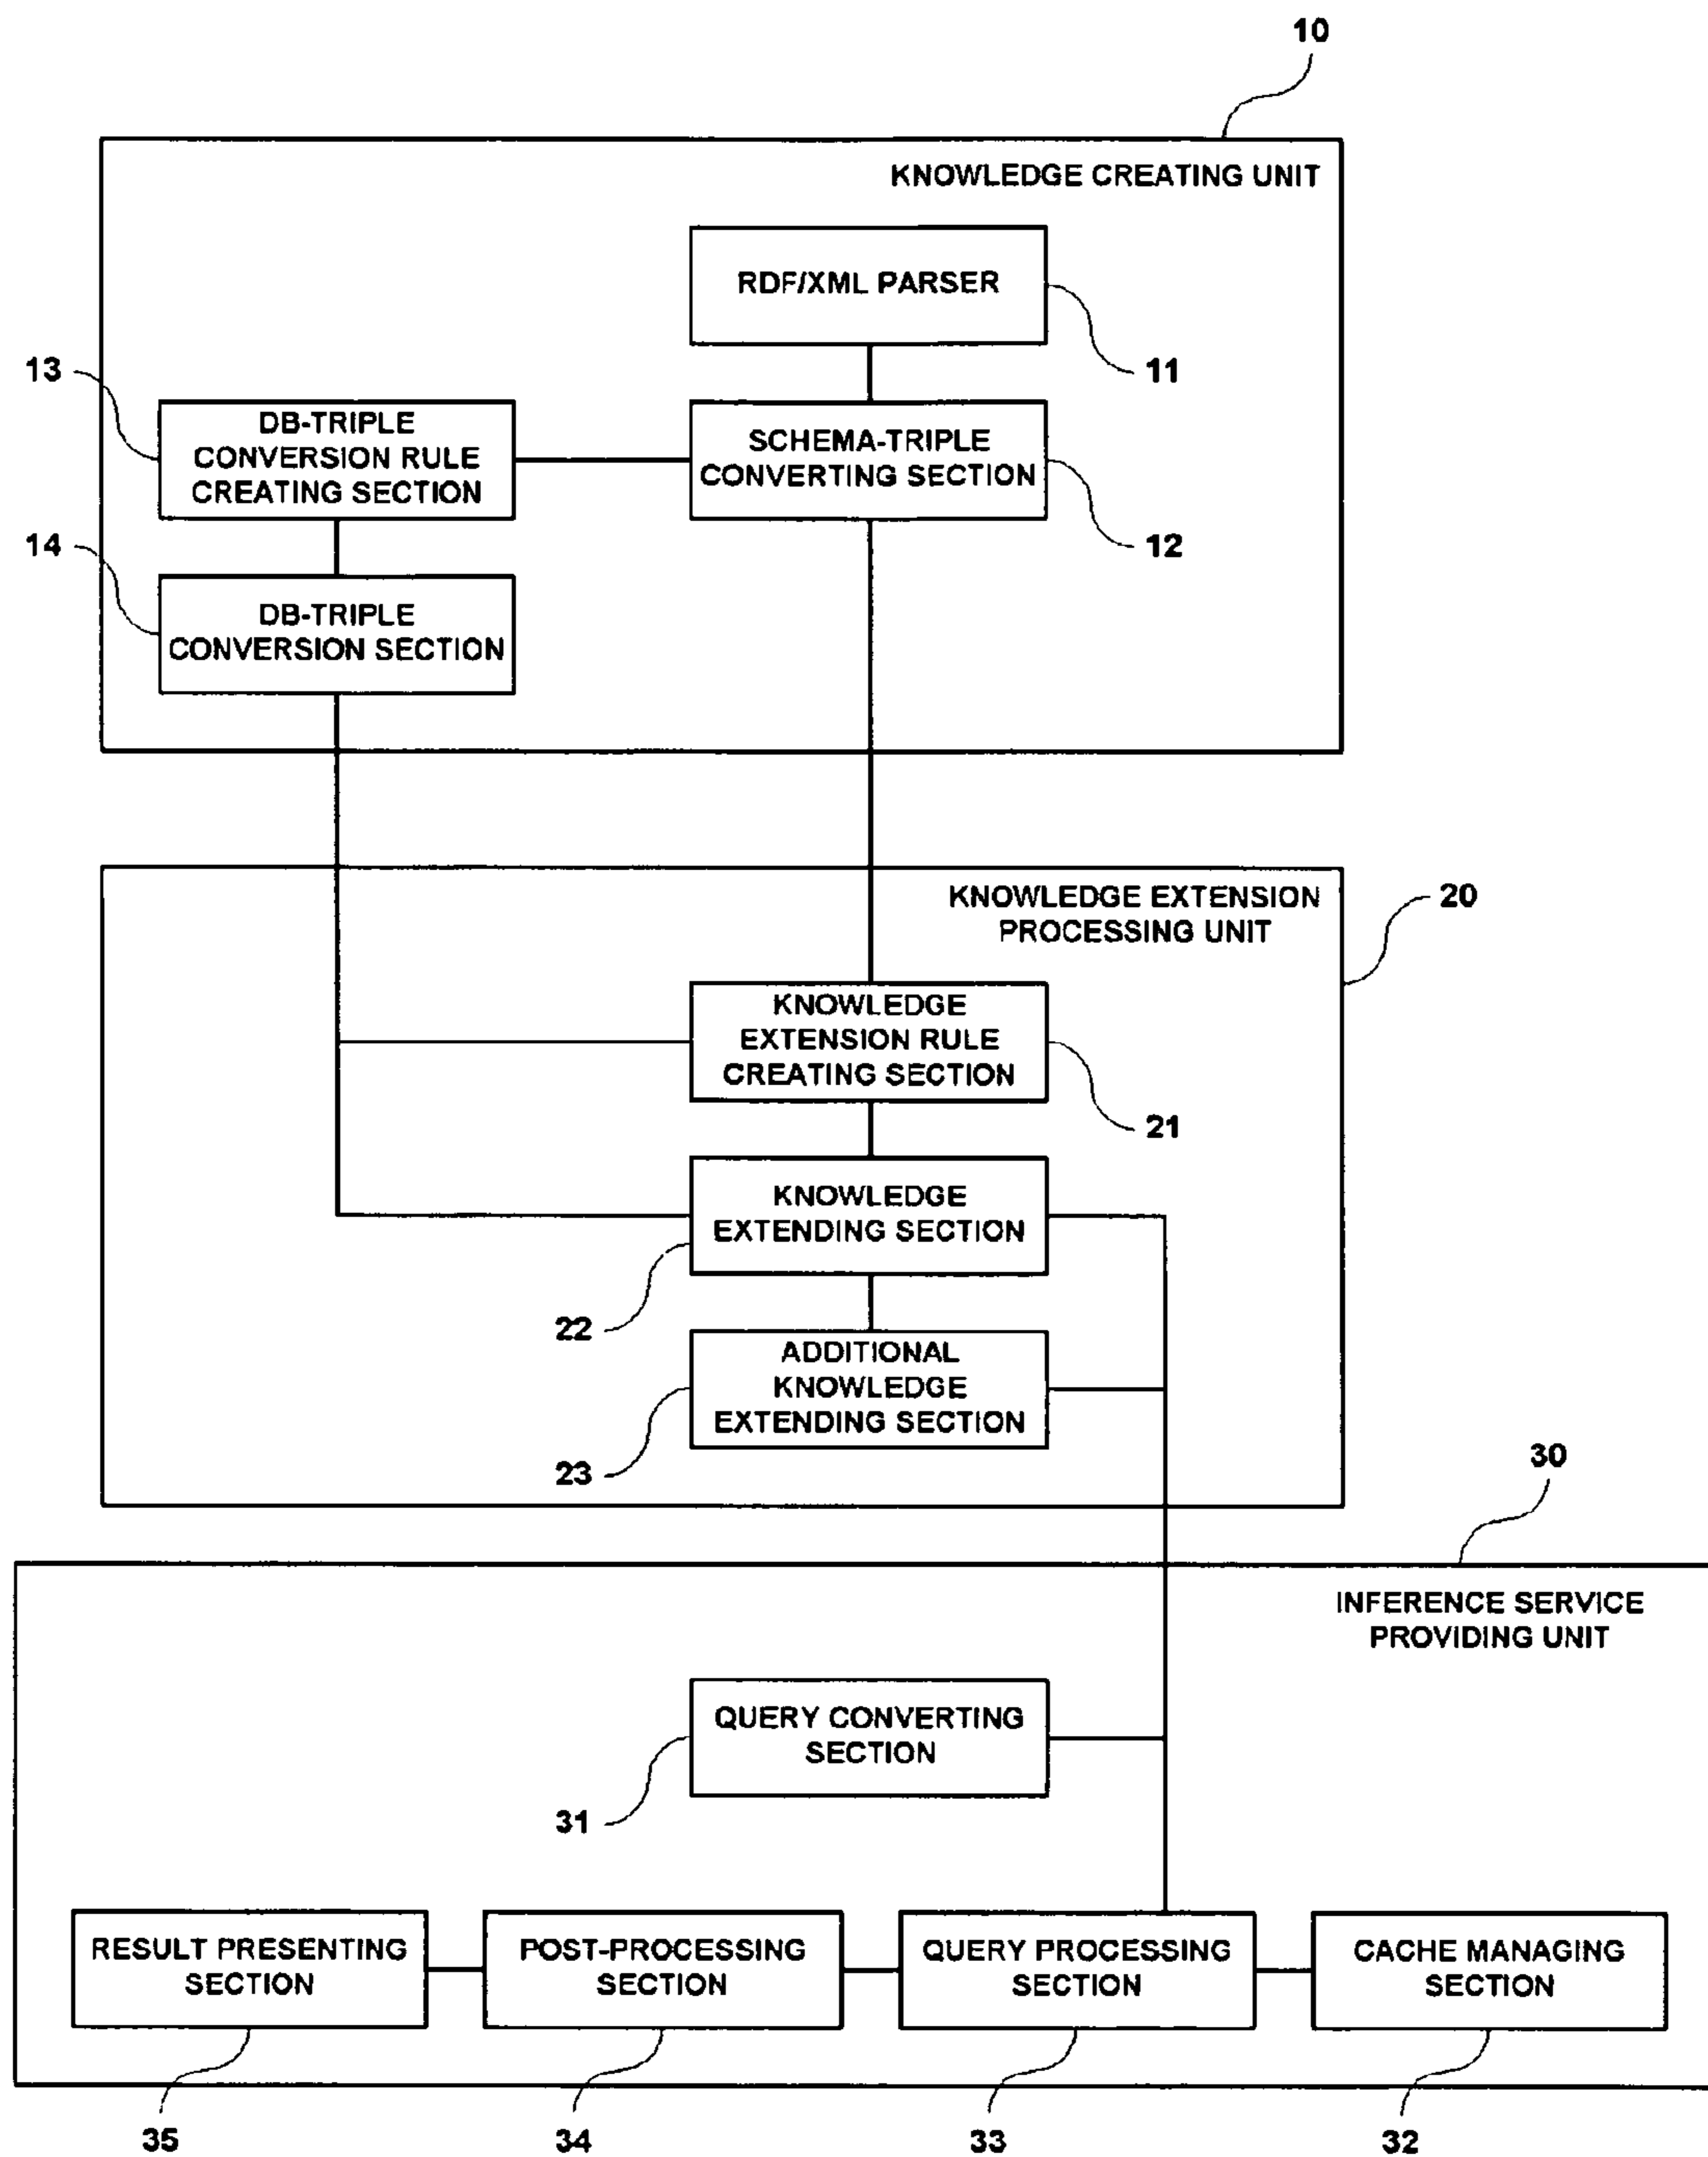 10
KNOWLEDGE CREATING UNIT
RDF/XML PARSER
11
13
DB-TRIPLE
CONVERSION RULE
CREATING SECTION
SCHEMA-TRIPLE
CONVERTING SECTION
12
14
DB-TRIPLE
CONVERSION SECTION
KNOWLEDGE EXTENSION
PROCESSING UNIT
20
KNOWLEDGE
EXTENSION RULE
CREATING SECTION
21
KNOWLEDGE
EXTENDING SECTION
22
ADDITIONAL
KNOWLEDGE
EXTENDING SECTION
23
30
INFERENCE SERVICE
PROVIDING UNIT
QUERY CONVERTING
SECTION
31
RESULT PRESENTING
SECTION
POST-PROCESSING
SECTION
QUERY PROCESSING
SECTION
CACHE MANAGING
SECTION
35
34
33
32